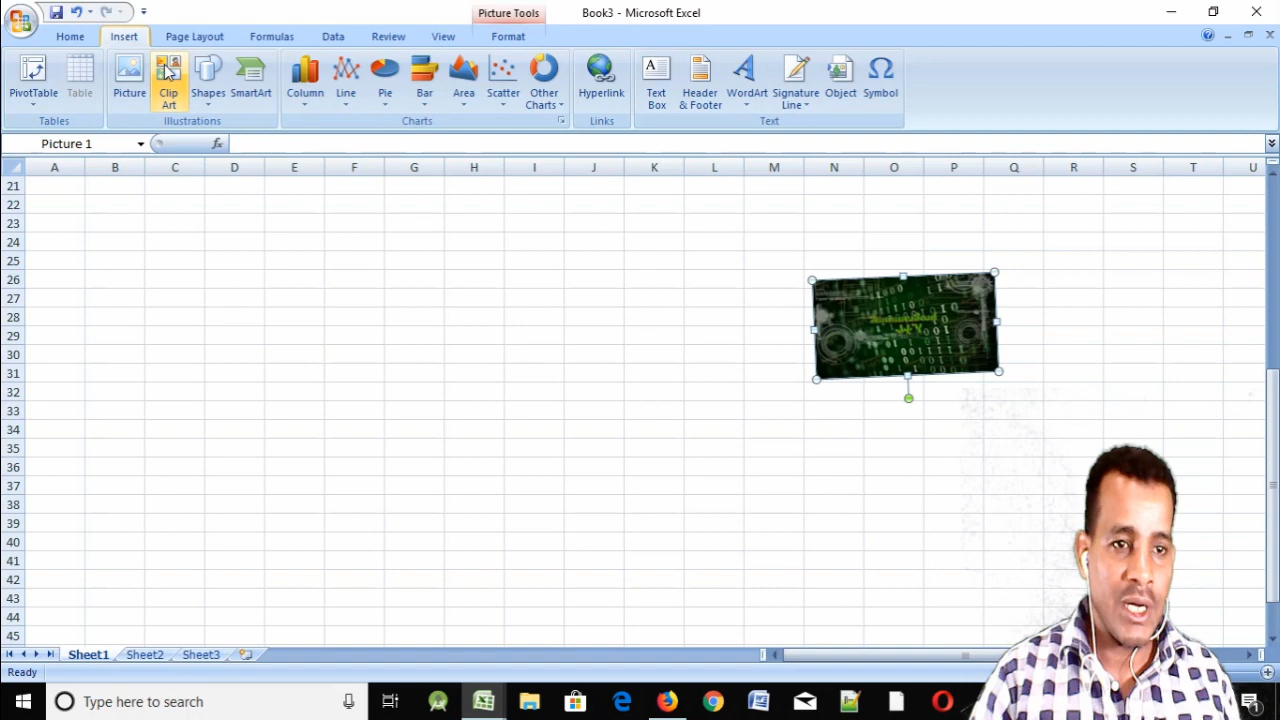 Picture Tools
Book3 - Microsoft Excel
Home Insert Page Layout Formulas Data Review View Format
PivotTable Table Picture Clip Art Shapes SmartArt Column Line Pie Bar Area Scatter Other Charts Hyperlink Text Box Header & Footer WordArt Signature Line Object Symbol
Tables Illustrations Charts Links Text
Picture 1 fx
A B C D E F G H I J K L M N O P Q R S T U
21
22
23
24
25
26
27
28
29
30
31
32
33
34
35
36
37
38
39
40
41
42
43
44
45
Sheet1 Sheet2 Sheet3
Ready
Type here to search